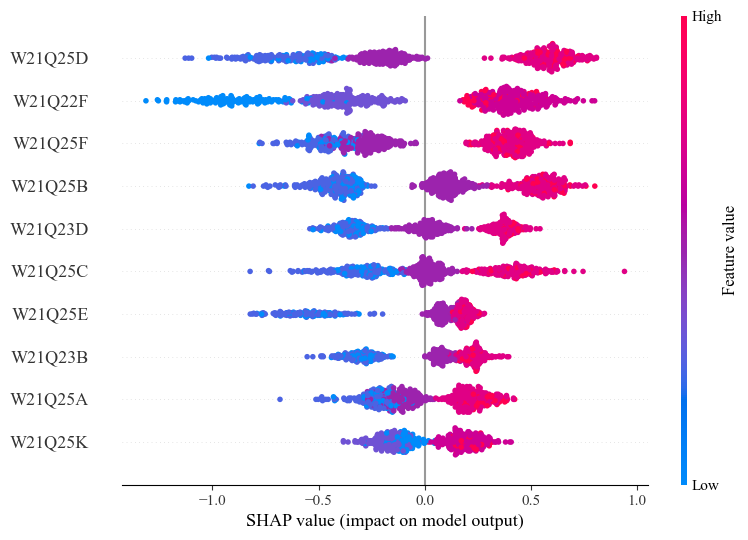 High
W21Q25D
W21Q22F
W21Q25F
W21Q25B
W21Q23D
W21Q25C
W21Q25E
W21Q23B
W21Q25A
W21Q25K
Feature value
Low
−1.0 −0.5 0.0 0.5 1.0
SHAP value (impact on model output)